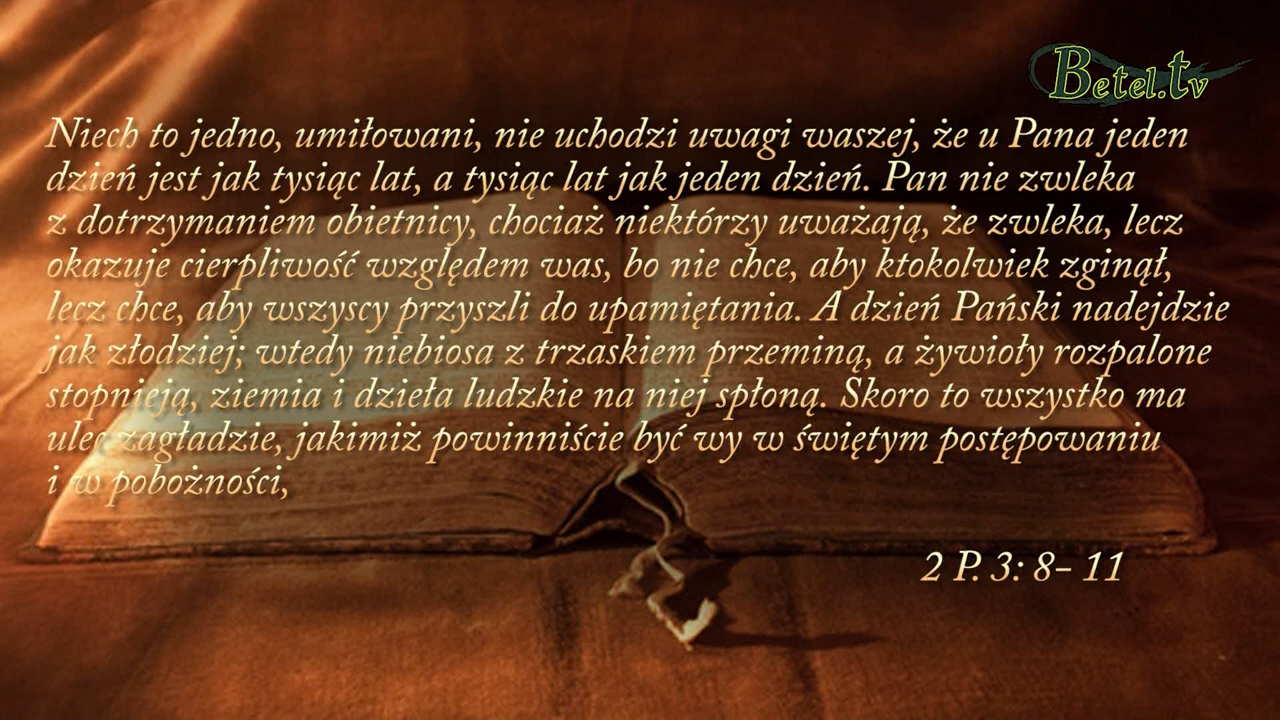 Betel.tv
Niech to jedno, umiłowani, nie uchodzi uwagi waszej, że u Pana jeden
dzień jest jak tysiąc lat, a tysiąc lat jak jeden dzień. Pan nie zwleka
z dotrzymaniem obietnicy, chociaż niektórzy uważają, że zwleka, lecz
okazuje cierpliwość względem was, bo nie chce, aby ktokolwiek zginął,
lecz chce, aby wszyscy przyszli do upamiętania. A dzień Pański nadejdzie
jak złodziej; wtedy niebiosa z trzaskiem przeminą, a żywioły rozpalone
stopnieją, ziemia i dzieła ludzkie na niej spłoną. Skoro to wszystko ma
ulec zagładzie, jakimiż powinniście być wy w świętym postępowaniu
i w pobożności,
2 P. 3: 8– 11